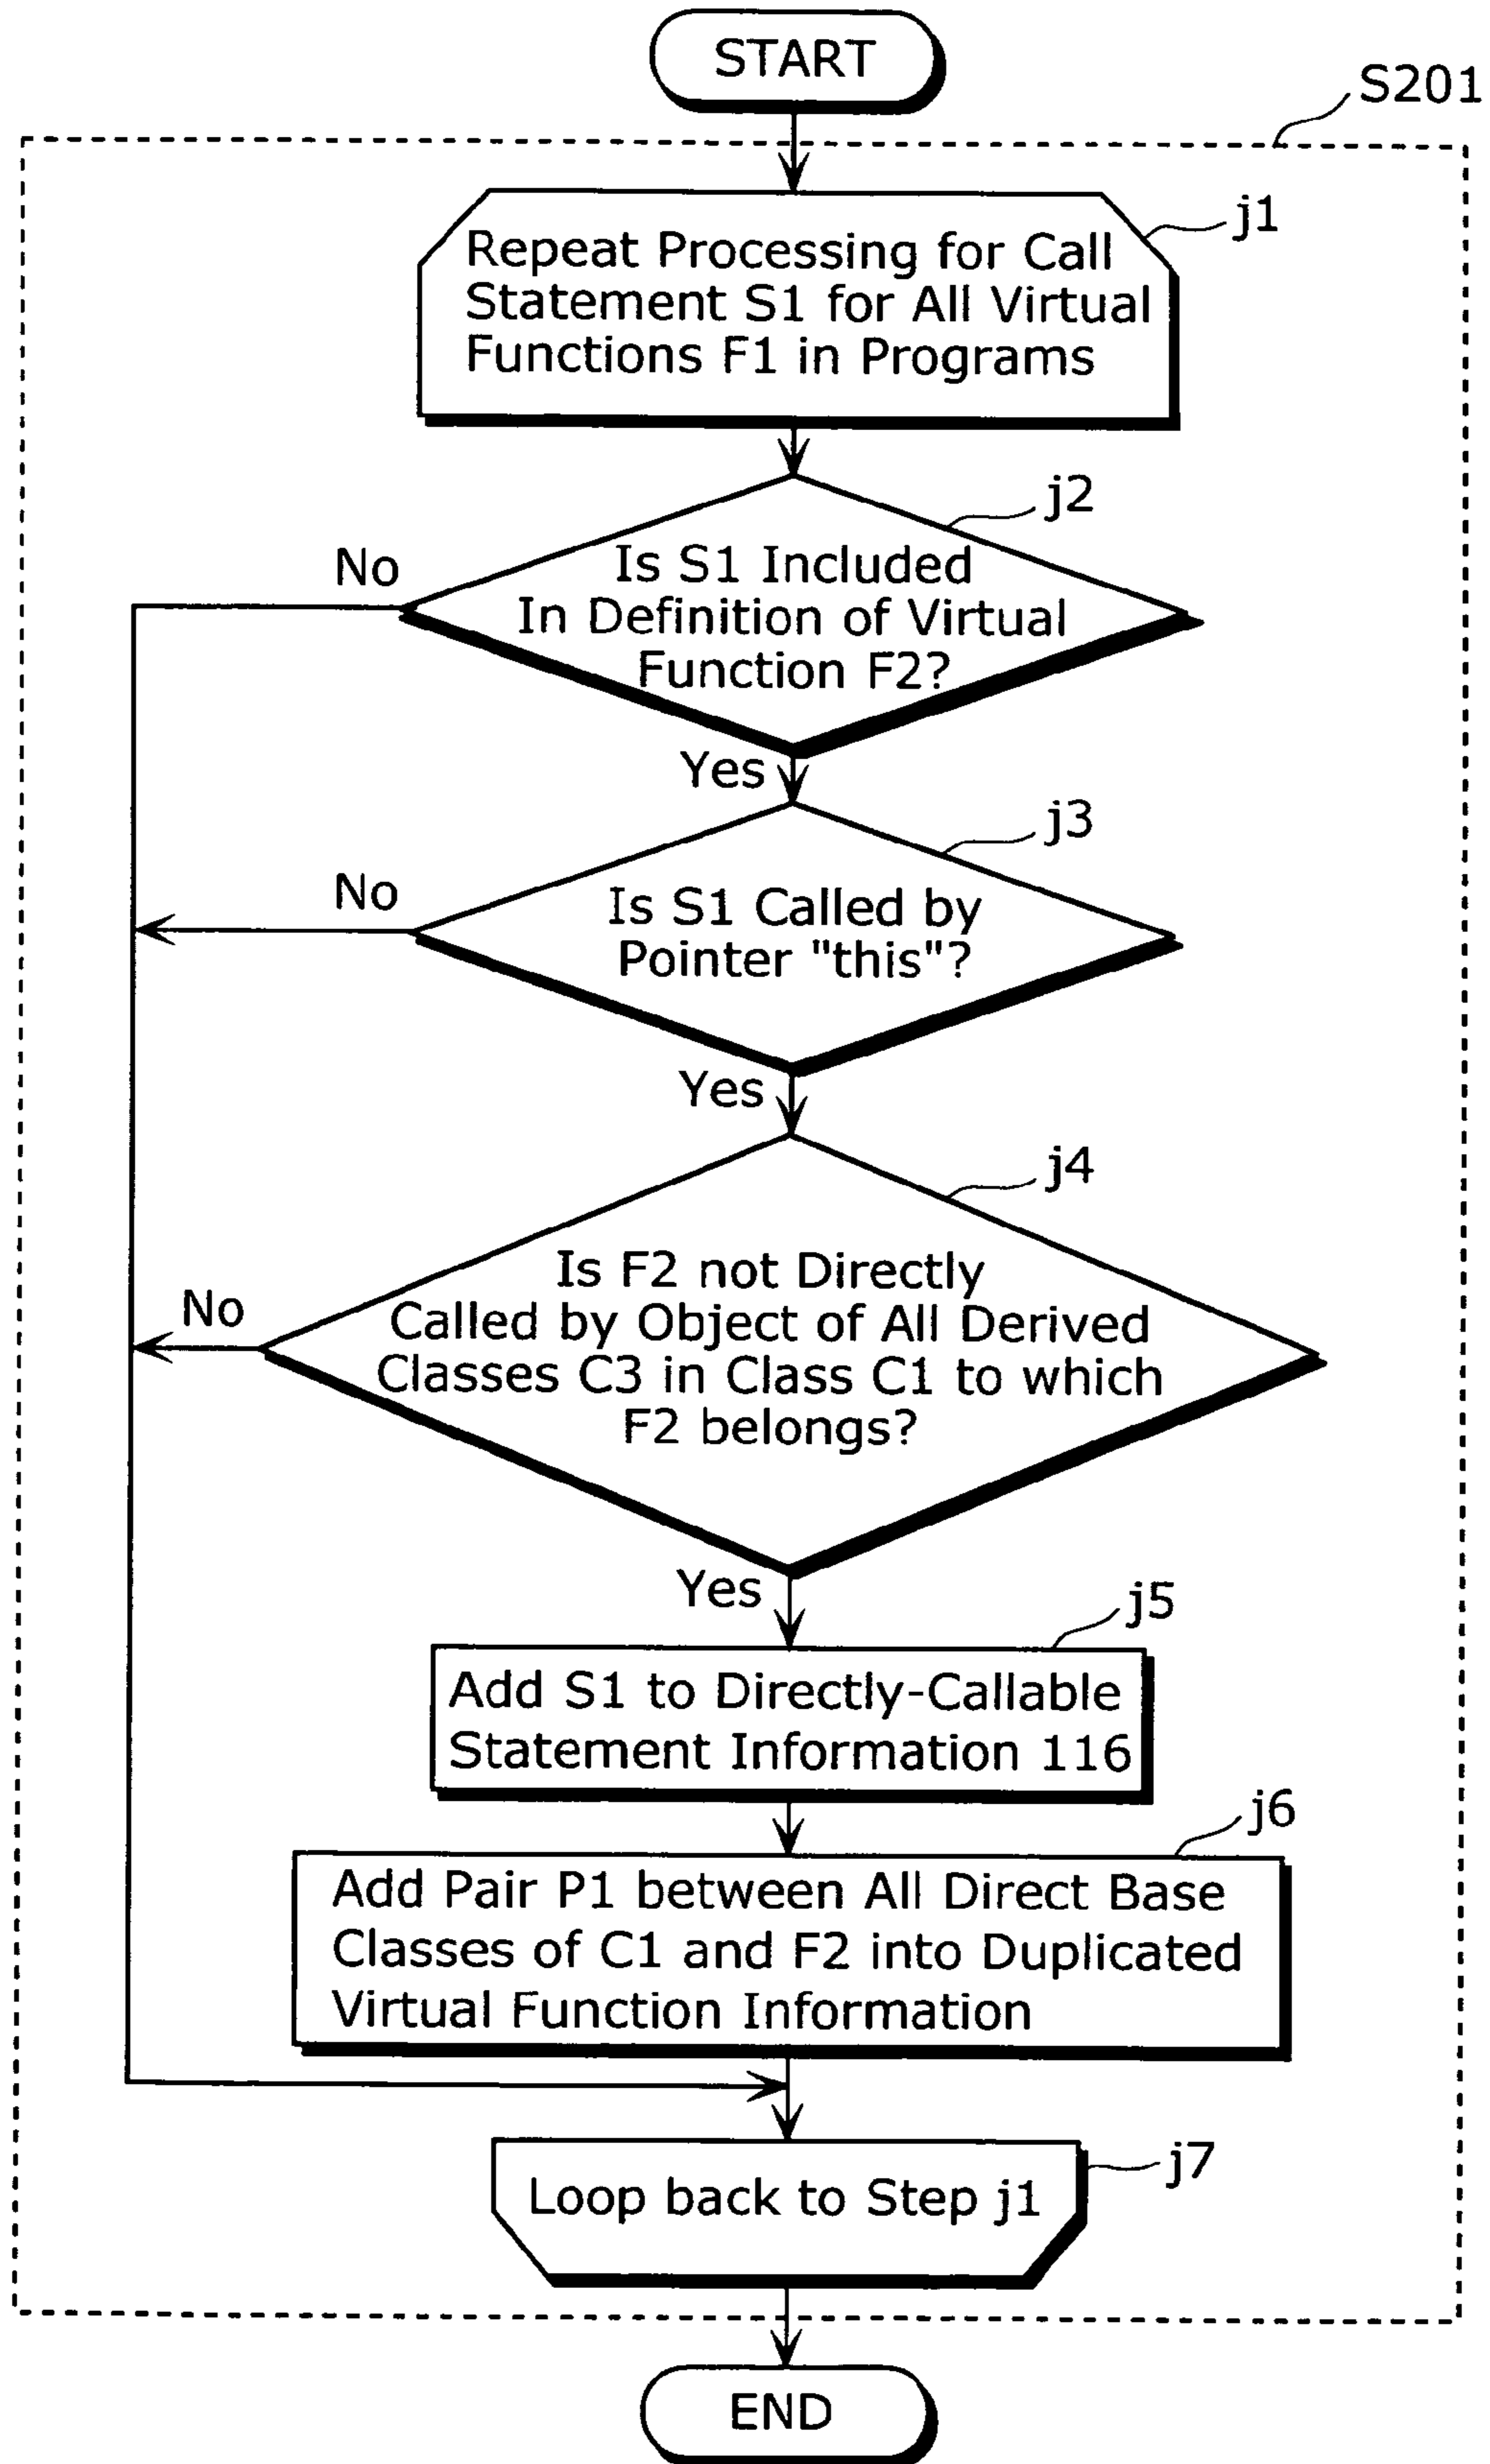 START
S201
j1
Repeat Processing for Call
Statement S1 for All Virtual
Functions F1 in Programs
j2
No
Is S1 Included
In Definition of Virtual
Function F2?
Yes
j3
No
Is S1 Called by
Pointer "this"?
Yes
j4
No
Is F2 not Directly
Called by Object of All Derived
Classes C3 in Class C1 to which
F2 belongs?
Yes
j5
Add S1 to Directly-Callable
Statement Information 116
j6
Add Pair P1 between All Direct Base
Classes of C1 and F2 into Duplicated
Virtual Function Information
j7
Loop back to Step j1
END